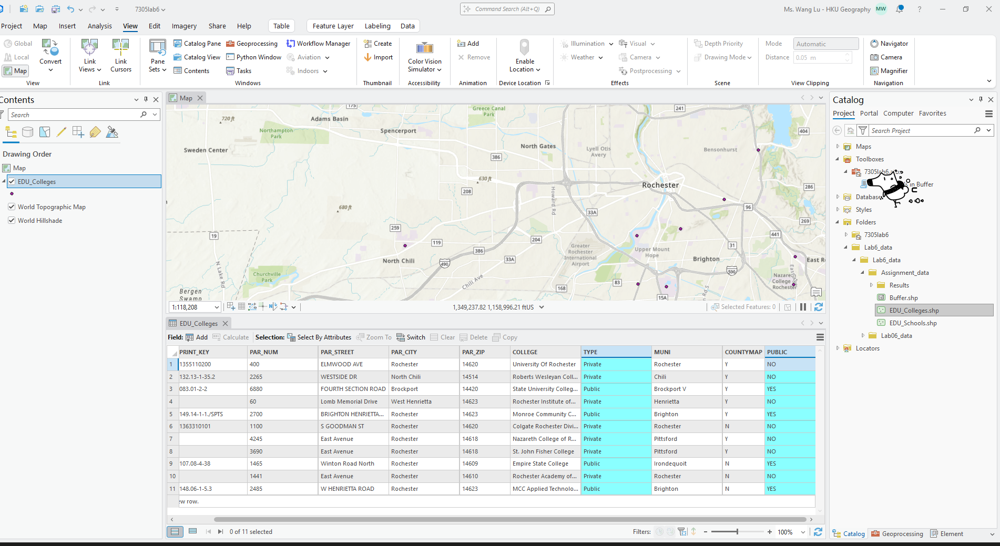 7305lab6
Command Search (Alt+Q)
Ms. Wang Lu - HKU Geography MW ?
Project Map Insert Analysis View Edit Imagery Share Help Table Feature Layer Labeling Data
Global
Local
Map
Convert
View
Link Views
Link Cursors
Link
Pane Sets
Catalog Pane
Catalog View
Contents
Geoprocessing
Python Window
Tasks
Workflow Manager
Aviation
Indoors
Windows
Create
Import
Thumbnail
Color Vision Simulator
Accessibility
Add
Remove
Animation
Enable Location
Device Location
Illumination
Weather
Visual
Camera
Postprocessing
Effects
Depth Priority
Drawing Mode
Scene
Mode Automatic
Distance 0.05 m
View Clipping
Navigator
Camera
Magnifier
Navigation
Contents
Search
Drawing Order
Map
EDU_Colleges
World Topographic Map
World Hillshade
Map
175
Greece Canal Park
241
720 ft
Adams Basin
Northampton Park
Spencerport
404
Sweden Center
North Gates
Lyell Otis Avery
Bensonhurst
386
630 ft
Rochester
286
208
Howard Rd
680 ft
33A
96
259
269
19
119
204
441
386
Greater Rochester International Airport
Upper Mount Hope
31
North Chili
490
33A
Brighton
East Ro
N Lake Rd
Churchville Park
Chili Ave
590
Nazareth College of Rochester
83
168
15A
Bergen Swamp
1:118,208
1,349,237.82 1,158,996.21 ftUS
Selected Features: 0
EDU_Colleges
Field: Add Calculate Selection: Select By Attributes Zoom To Switch Clear Delete Copy
PRINT_KEY PAR_NUM PAR_STREET PAR_CITY PAR_ZIP COLLEGE TYPE MUNI COUNTYMAP PUBLIC
1 1355110200 400 ELMWOOD AVE Rochester 14620 University Of Rochester Private Rochester Y NO
2 132.13-1-35.2 2265 WESTSIDE DR North Chili 14514 Roberts Wesleyan Coll... Private Chili Y NO
3 083.01-2-2 6880 FOURTH SECTION ROAD Brockport 14420 State University Colleg... Public Brockport V Y YES
4 60 Lomb Memorial Drive West Henrietta 14623 Rochester Institute of... Private Henrietta Y NO
5 149.14-1-1./SPTS 2700 BRIGHTON HENRIETTA... Rochester 14623 Monroe Community C... Public Brighton Y YES
6 1363310101 1100 S GOODMAN ST Rochester 14620 Colgate Rochester Divi... Private Rochester N NO
7 4245 East Avenue Rochester 14618 Nazareth College of R... Private Pittsford Y NO
8 3690 East Avenue Rochester 14618 St. John Fisher College Private Pittsford Y NO
9 107.08-4-38 1465 Winton Road North Rochester 14609 Empire State College Public Irondequoit N YES
10 1441 East Avenue Rochester 14610 Rochester Academy of... Private Rochester N NO
11 148.06-1-5.3 2485 W HENRIETTA ROAD Rochester 14623 MCC Applied Technolo... Public Brighton N YES
ew row.
0 of 11 selected
Filters:
100%
Catalog
Project Portal Computer Favorites
Search Project
Maps
Toolboxes
7305lab6
in Buffer
Database
Styles
Folders
7305lab6
Lab6_data
Lab6_data
Assignment_data
Results
Buffer.shp
EDU_Colleges.shp
EDU_Schools.shp
Lab06_data
Locators
Catalog Geoprocessing Element